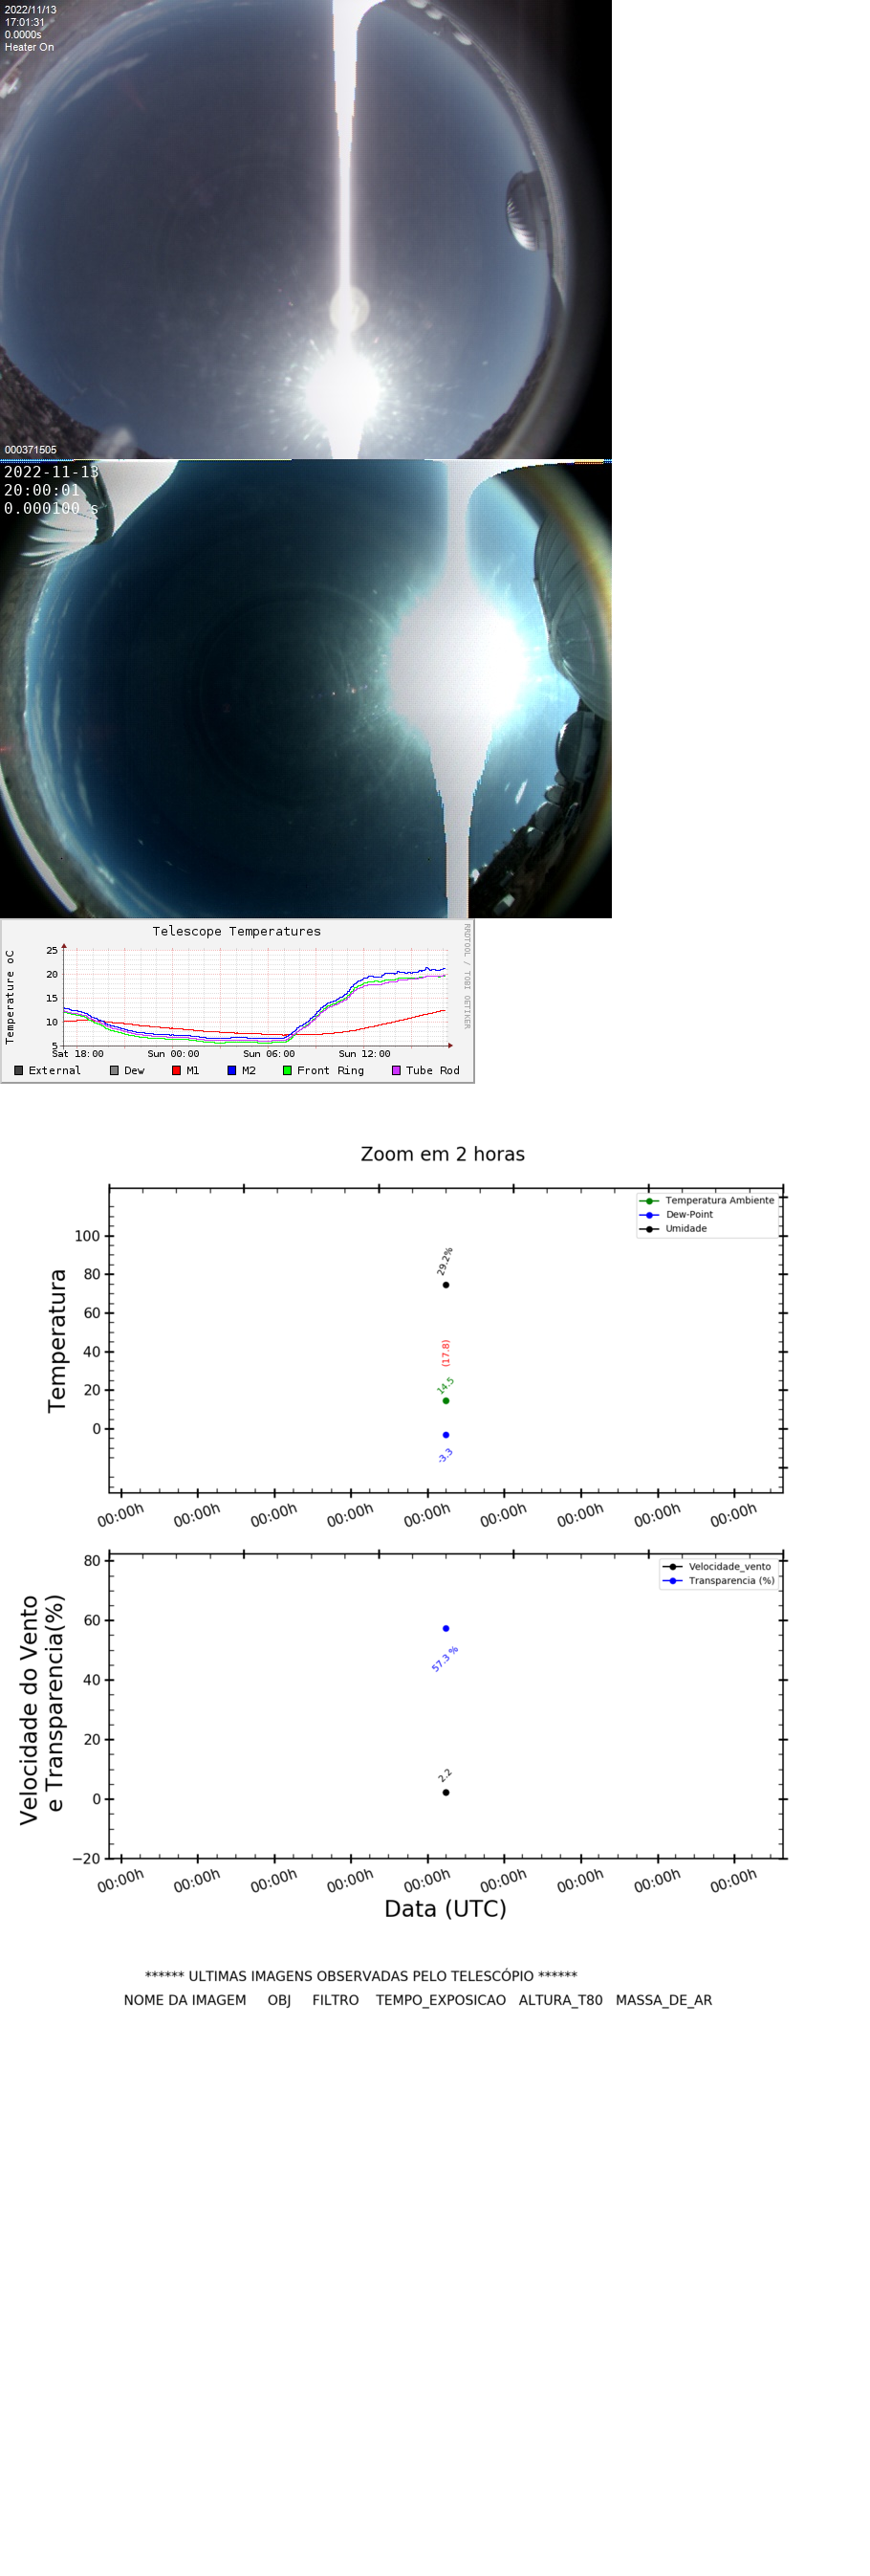 2022/11/13
17:01:31
0.0000s
Heater On
000371505
2022-11-13
20:00:01
0.000100 s
Telescope Temperatures
RRDTOOL / TOBI OETIKER
Temperature oC
25
20
15
10
5
Sat 18:00 Sun 00:00 Sun 06:00 Sun 12:00
External Dew M1 M2 Front Ring Tube Rod
Zoom em 2 horas
Temperatura Ambiente
Dew-Point
Umidade
Temperatura
100
80
60
40
20
0
29.2%
(17.8)
14.5
-3.3
00:00h 00:00h 00:00h 00:00h 00:00h 00:00h 00:00h 00:00h 00:00h
Velocidade_vento
Transparencia (%)
Velocidade do Vento
e Transparencia(%)
80
60
40
20
0
−20
57.3 %
2.2
00:00h 00:00h 00:00h 00:00h 00:00h 00:00h 00:00h 00:00h 00:00h
Data (UTC)
****** ULTIMAS IMAGENS OBSERVADAS PELO TELESCÓPIO ******
NOME DA IMAGEM OBJ FILTRO TEMPO_EXPOSICAO ALTURA_T80 MASSA_DE_AR